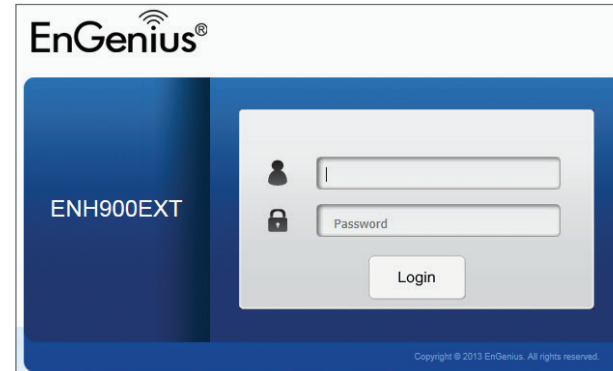 EnGenius®
ENH900EXT
Password
Login
Copyright © 2013 EnGenius. All rights reserved.